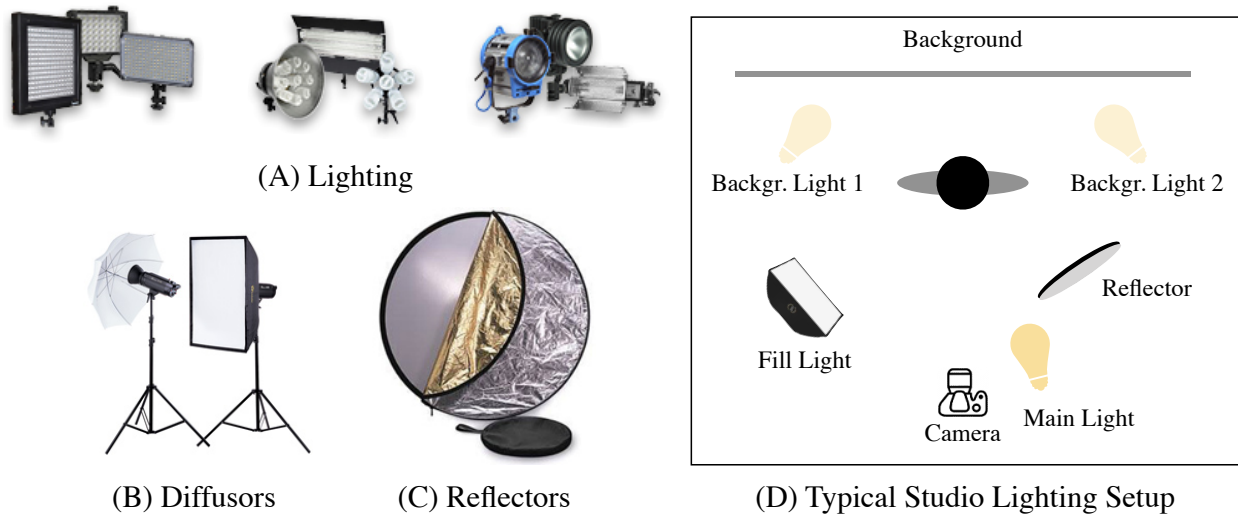 (A) Lighting
(B) Diffusors
(C) Reflectors
Background
Backgr. Light 1
Backgr. Light 2
Reflector
Fill Light
Main Light
Camera
(D) Typical Studio Lighting Setup